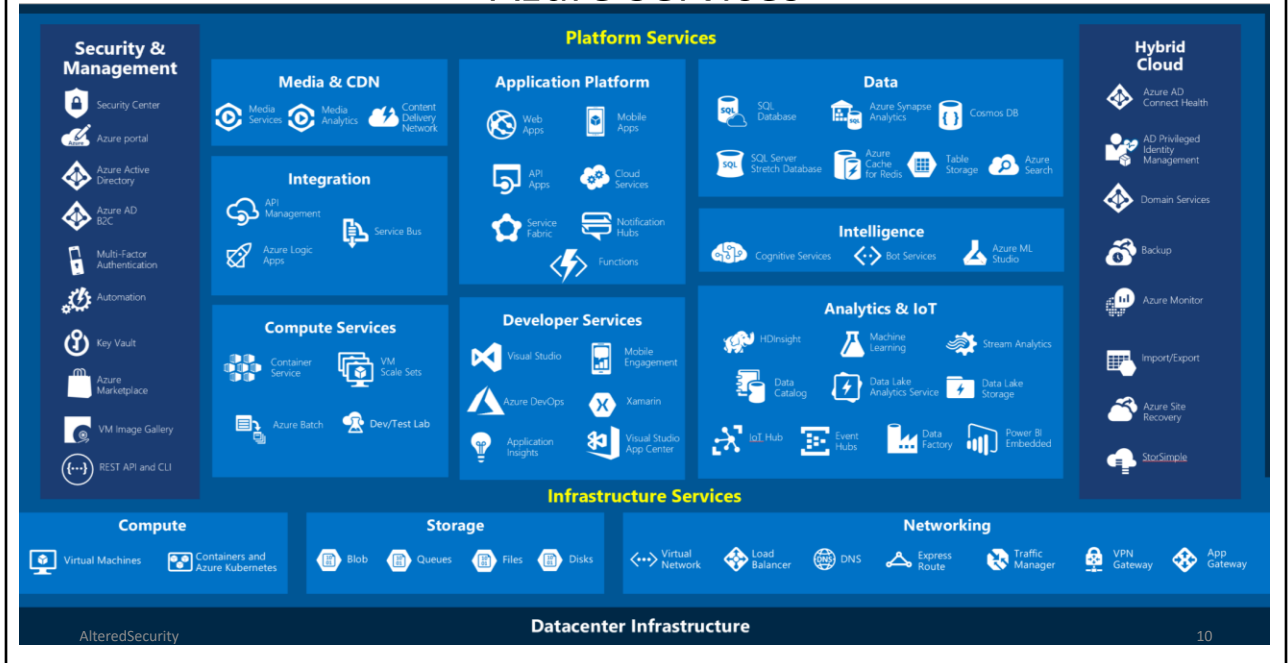 Azure Services
Platform Services
Security &
Management
Security Center
Azure portal
Azure
Azure Active
Directory
Azure AD
B2C
Multi-Factor
Authentication
Automation
Key Vault
Azure
Marketplace
VM Image Gallery
REST API and CLI
Media & CDN
Media
Services
Media
Analytics
Content
Delivery
Network
Integration
API
Management
Service Bus
Azure Logic
Apps
Compute Services
Container
Service
VM
Scale Sets
Azure Batch
Dev/Test Lab
Application Platform
Web
Apps
Mobile
Apps
API
Apps
Cloud
Services
Service
Fabric
Notification
Hubs
Functions
Developer Services
Visual Studio
Mobile
Engagement
Azure DevOps
Xamarin
Application
Insights
Visual Studio
App Center
Data
SQL
SQL
Database
SQL
Azure Synapse
Analytics
Cosmos DB
SQL
SQL Server
Stretch Database
Azure
Cache
for Redis
Table
Storage
Azure
Search
Intelligence
Cognitive Services
Bot Services
Azure ML
Studio
Analytics & IoT
HDInsight
Machine
Learning
Stream Analytics
Data
Catalog
Data Lake
Analytics Service
Data Lake
Storage
IoT Hub
Event
Hubs
Data
Factory
Power BI
Embedded
Hybrid
Cloud
Azure AD
Connect Health
AD Privileged
Identity
Management
Domain Services
Backup
Azure Monitor
Import/Export
Azure Site
Recovery
StorSimple
Infrastructure Services
Compute
Virtual Machines
Containers and
Azure Kubernetes
Storage
Blob
Queues
Files
Disks
Networking
Virtual
Network
Load
Balancer
DNS
DNS
Express
Route
Traffic
Manager
VPN
Gateway
App
Gateway
Datacenter Infrastructure
AlteredSecurity
10